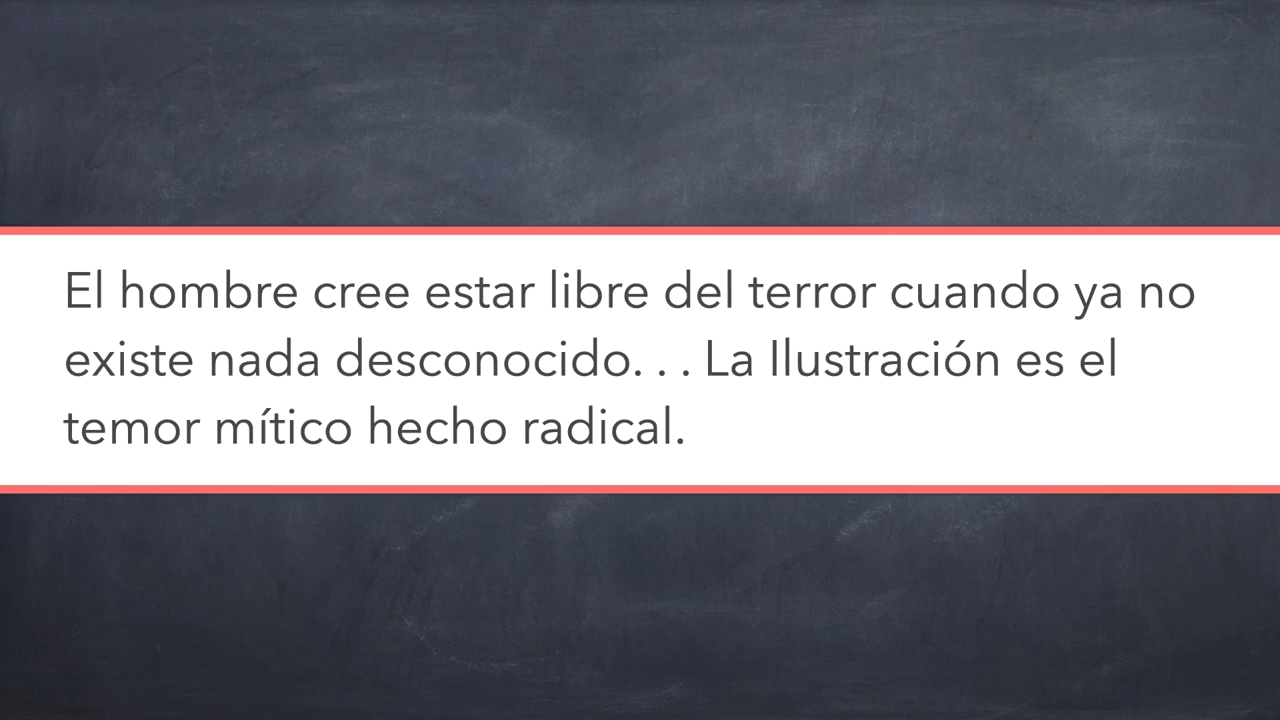 El hombre cree estar libre del terror cuando ya no
existe nada desconocido. . . La Ilustración es el
temor mítico hecho radical.